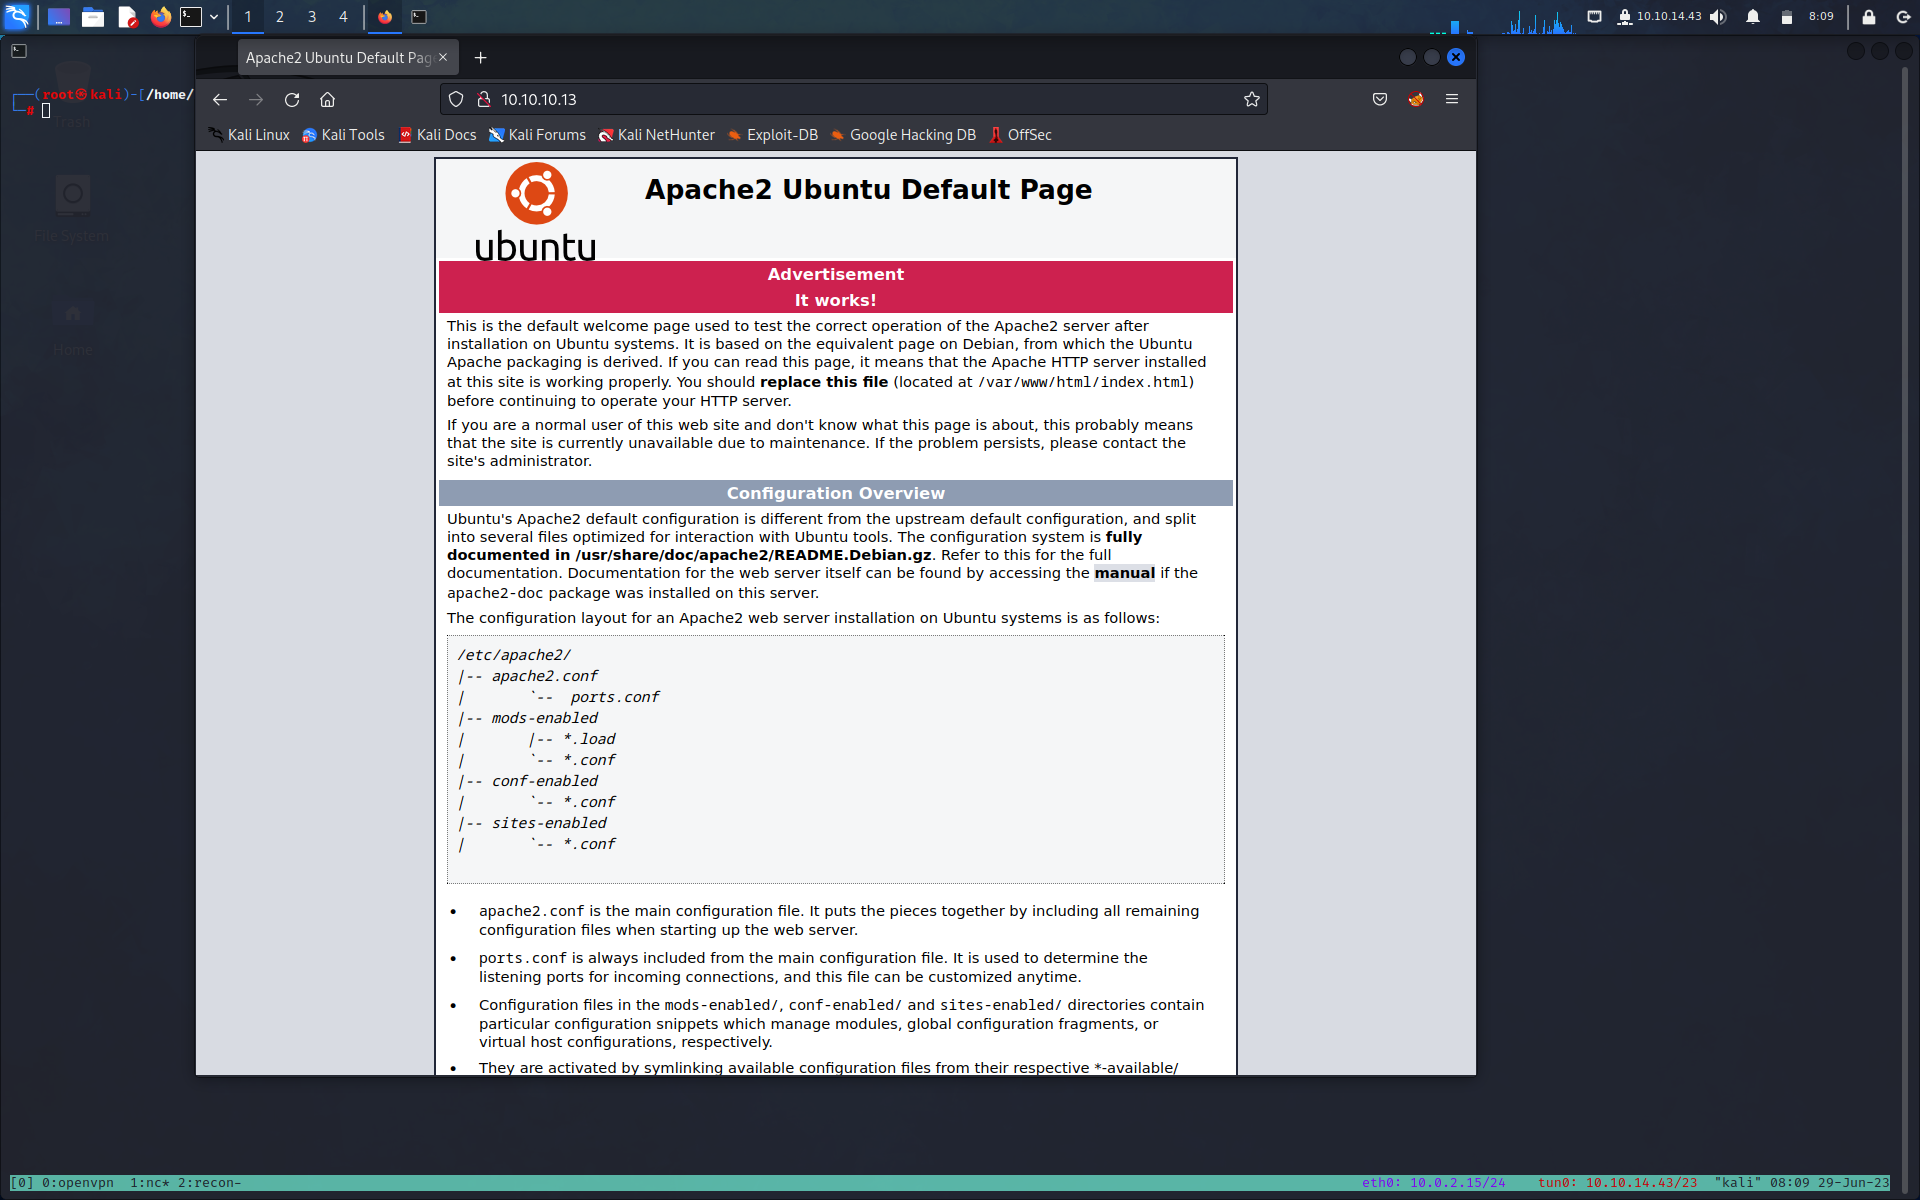 1 2 3 4
10.10.14.43
8:09
Apache2 Ubuntu Default Pag
(root㉿kali)-[/home/
#
Trash
File System
Home
10.10.10.13
Kali Linux Kali Tools Kali Docs Kali Forums Kali NetHunter Exploit-DB Google Hacking DB OffSec
ubuntu
Apache2 Ubuntu Default Page
Advertisement
It works!
This is the default welcome page used to test the correct operation of the Apache2 server after
installation on Ubuntu systems. It is based on the equivalent page on Debian, from which the Ubuntu
Apache packaging is derived. If you can read this page, it means that the Apache HTTP server installed
at this site is working properly. You should replace this file (located at /var/www/html/index.html)
before continuing to operate your HTTP server.
If you are a normal user of this web site and don't know what this page is about, this probably means
that the site is currently unavailable due to maintenance. If the problem persists, please contact the
site's administrator.
Configuration Overview
Ubuntu's Apache2 default configuration is different from the upstream default configuration, and split
into several files optimized for interaction with Ubuntu tools. The configuration system is fully
documented in /usr/share/doc/apache2/README.Debian.gz. Refer to this for the full
documentation. Documentation for the web server itself can be found by accessing the manual if the
apache2-doc package was installed on this server.
The configuration layout for an Apache2 web server installation on Ubuntu systems is as follows:
/etc/apache2/
|-- apache2.conf
|       `--  ports.conf
|-- mods-enabled
|       |-- *.load
|       `-- *.conf
|-- conf-enabled
|       `-- *.conf
|-- sites-enabled
|       `-- *.conf
• apache2.conf is the main configuration file. It puts the pieces together by including all remaining
configuration files when starting up the web server.
• ports.conf is always included from the main configuration file. It is used to determine the
listening ports for incoming connections, and this file can be customized anytime.
• Configuration files in the mods-enabled/, conf-enabled/ and sites-enabled/ directories contain
particular configuration snippets which manage modules, global configuration fragments, or
virtual host configurations, respectively.
• They are activated by symlinking available configuration files from their respective *-available/
[0] 0:openvpn  1:nc* 2:recon-
eth0: 10.0.2.15/24    tun0: 10.10.14.43/23  "kali" 08:09 29-Jun-23